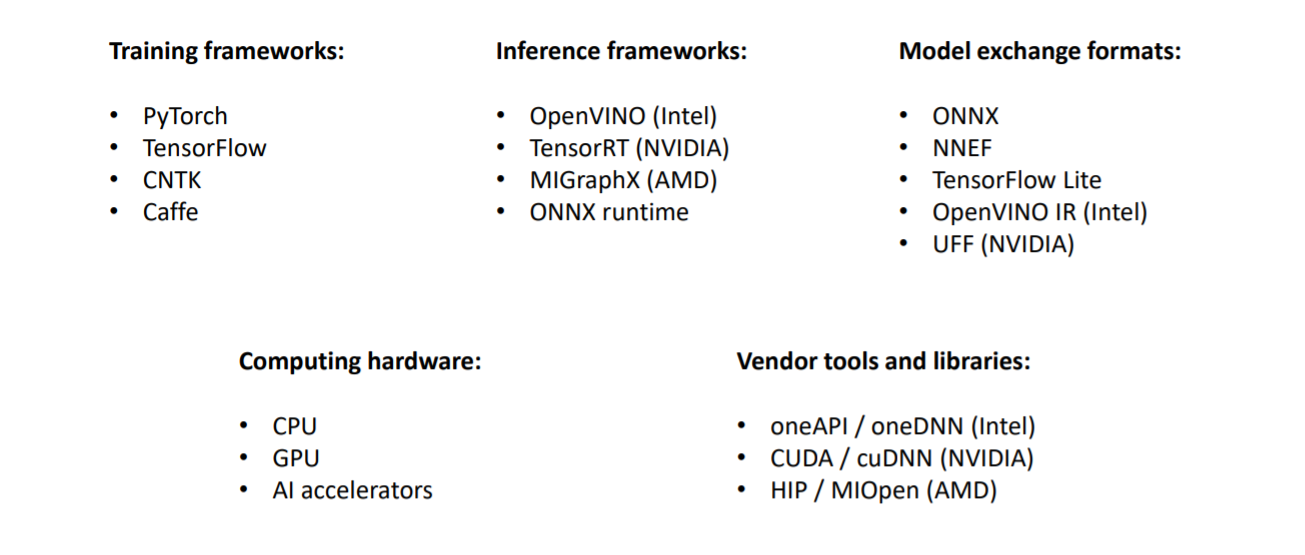 Training frameworks:
• PyTorch
• TensorFlow
• CNTK
• Caffe
Inference frameworks:
• OpenVINO (Intel)
• TensorRT (NVIDIA)
• MIGraphX (AMD)
• ONNX runtime
Model exchange formats:
• ONNX
• NNEF
• TensorFlow Lite
• OpenVINO IR (Intel)
• UFF (NVIDIA)
Computing hardware:
• CPU
• GPU
• AI accelerators
Vendor tools and libraries:
• oneAPI / oneDNN (Intel)
• CUDA / cuDNN (NVIDIA)
• HIP / MIOpen (AMD)